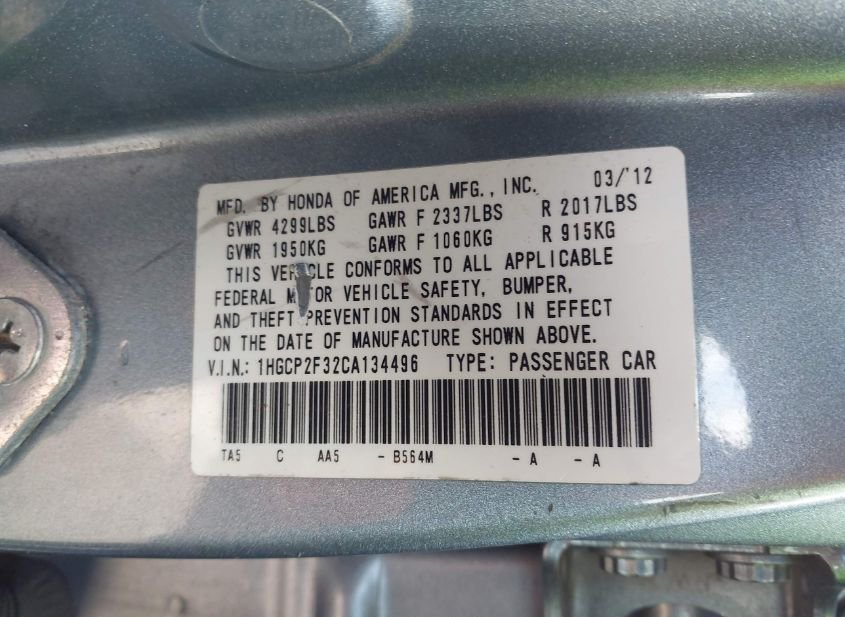 MFD. BY HONDA OF AMERICA MFG., INC. 03/'12
GVWR 4299LBS GAWR F 2337LBS R 2017LBS
GVWR 1950KG GAWR F 1060KG R 915KG
THIS CONFORMS TO ALL APPLICABLE
FEDERAL VEHICLE SAFETY, BUMPER,
AND THEFT PREVENTION STANDARDS IN EFFECT
ON THE DATE OF MANUFACTURE SHOWN ABOVE.
V.I.N.: 1HGCP2F32CA134496 TYPE: PASSENGER CAR
TA5 C AA5 - B564M - A - A